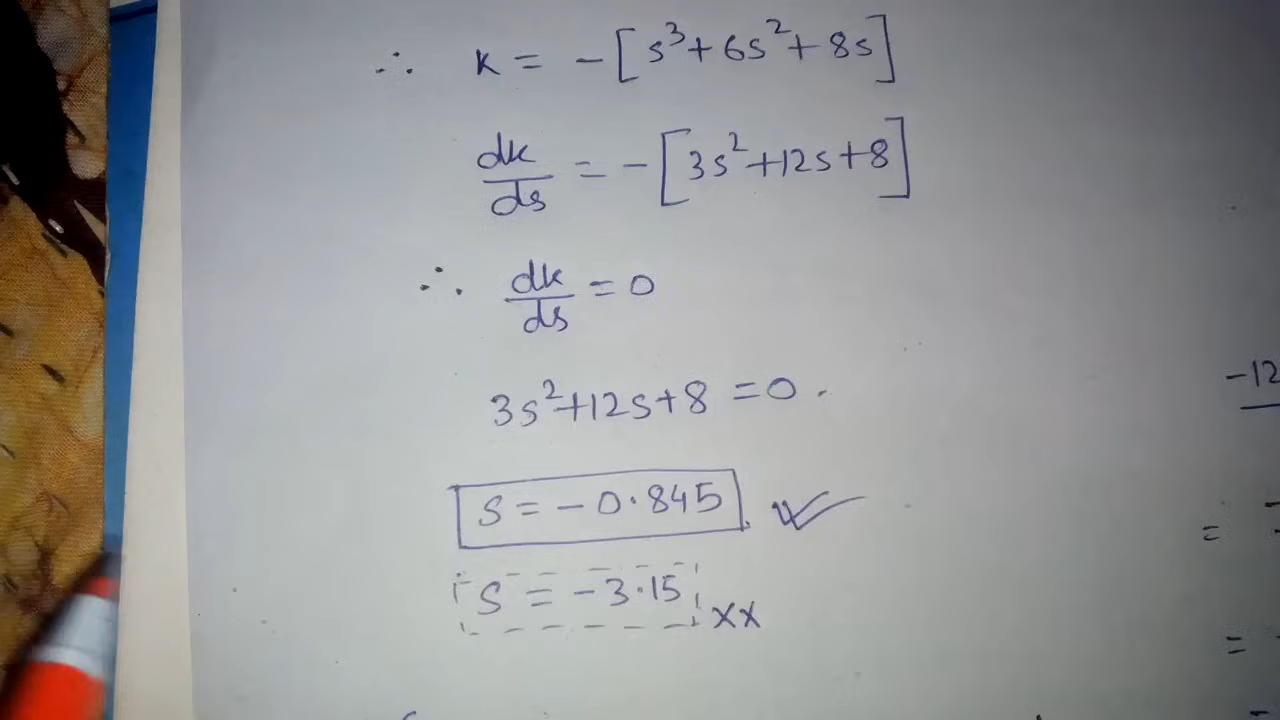 ∴ K = -[s³+6s²+8s]
dk/ds = -[3s²+12s+8]
∴ dk/ds = 0
3s²+12s+8 = 0.
-12
S = -0.845 ✓
=
S = -3.15 xx
=